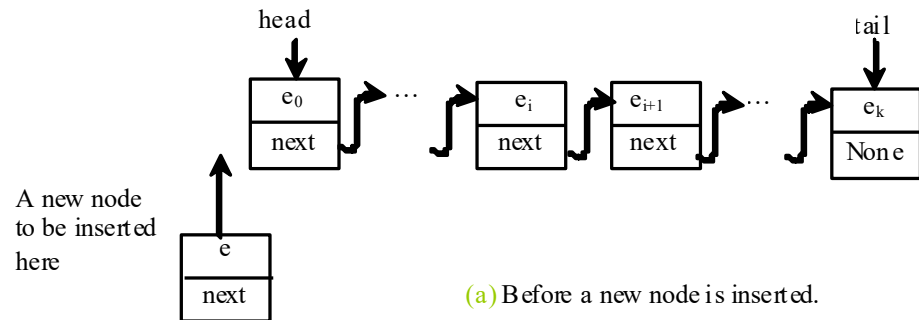 head
tail
e0
next
...
ei
next
ei+1
next
...
ek
None
A new node
to be inserted
here
e
next
(a) Before a new node is inserted.